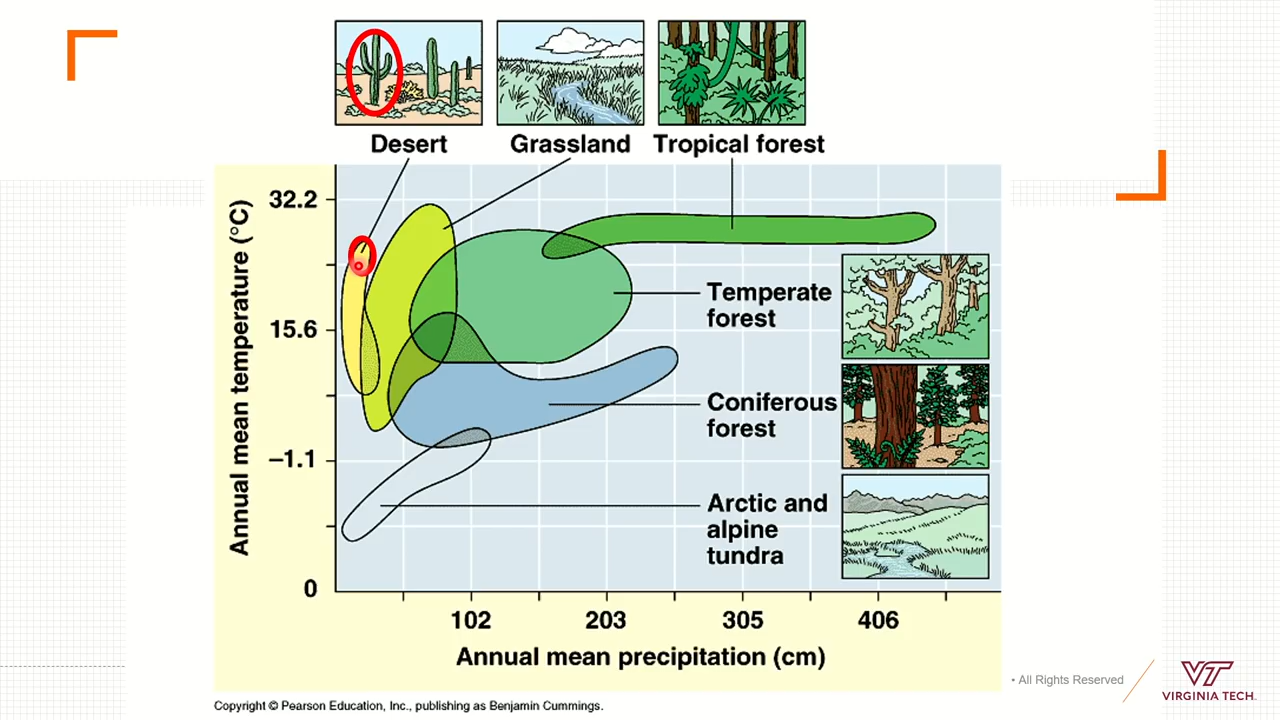 Desert
Grassland
Tropical forest
Annual mean temperature (°C)
32.2
15.6
–1.1
0
Temperate
forest
Coniferous
forest
Arctic and
alpine
tundra
102
203
305
406
Annual mean precipitation (cm)
Copyright © Pearson Education, Inc., publishing as Benjamin Cummings.
• All Rights Reserved
VT
VIRGINIA TECH.